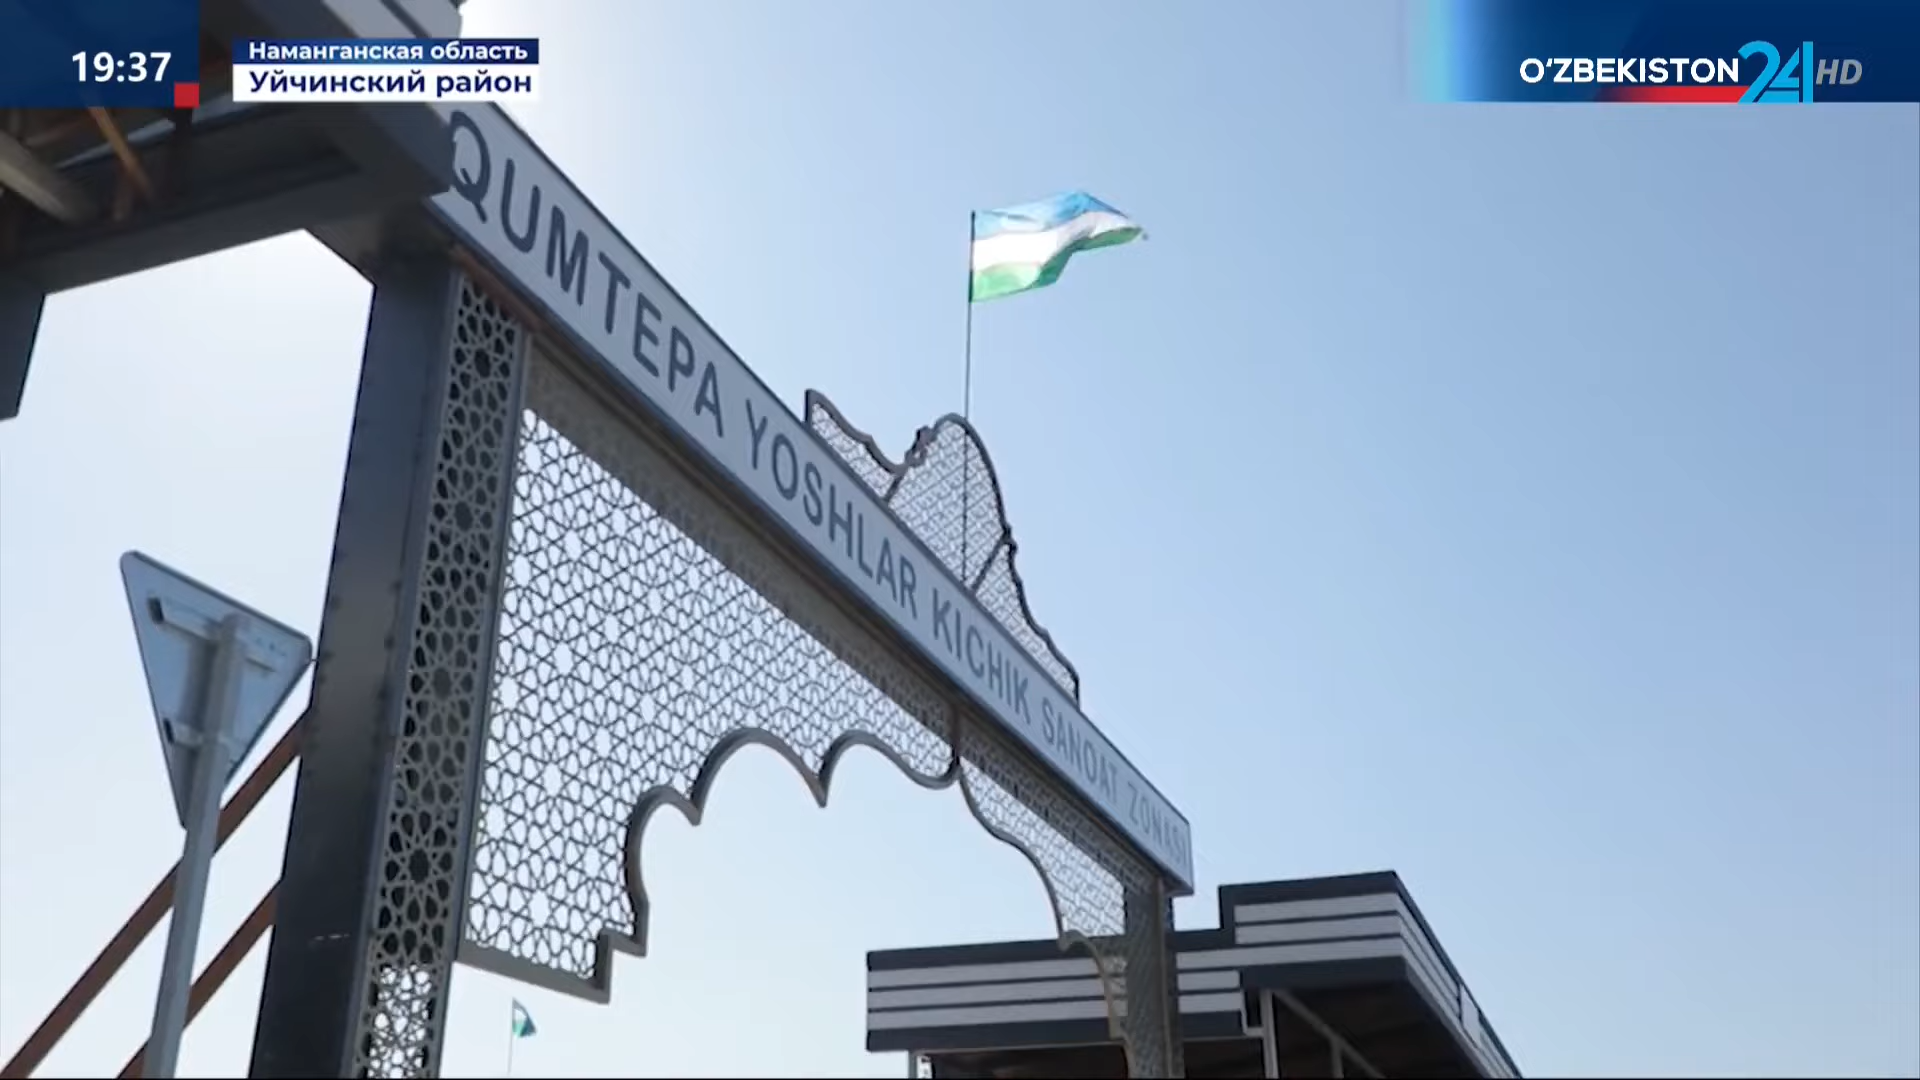 19:37
Наманганская область
Уйчинский район
O‘ZBEKISTON 24 HD
QUMTEPA YOSHLAR KICHIK SANOAT ZONASI